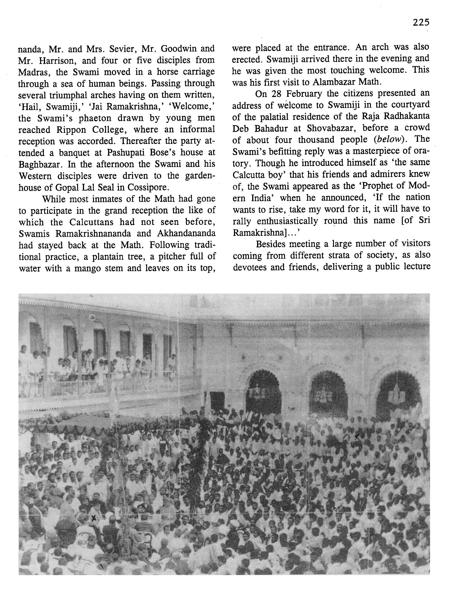 225
nanda, Mr. and Mrs. Sevier, Mr. Goodwin and
Mr. Harrison, and four or five disciples from
Madras, the Swami moved in a horse carriage
through a sea of human beings. Passing through
several triumphal arches having on them written,
‘Hail, Swamiji,’ ‘Jai Ramakrishna,’ ‘Welcome,’
the Swami’s phaeton drawn by young men
reached Rippon College, where an informal
reception was accorded. Thereafter the party at-
tended a banquet at Pashupati Bose’s house at
Baghbazar. In the afternoon the Swami and his
Western disciples were driven to the garden-
house of Gopal Lal Seal in Cossipore.
While most inmates of the Math had gone
to participate in the grand reception the like of
which the Calcuttans had not seen before,
Swamis Ramakrishnananda and Akhandananda
had stayed back at the Math. Following tradi-
tional practice, a plantain tree, a pitcher full of
water with a mango stem and leaves on its top,
were placed at the entrance. An arch was also
erected. Swamiji arrived there in the evening and
he was given the most touching welcome. This
was his first visit to Alambazar Math.
On 28 February the citizens presented an
address of welcome to Swamiji in the courtyard
of the palatial residence of the Raja Radhakanta
Deb Bahadur at Shovabazar, before a crowd
of about four thousand people (below). The
Swami’s befitting reply was a masterpiece of ora-
tory. Though he introduced himself as ‘the same
Calcutta boy’ that his friends and admirers knew
of, the Swami appeared as the ‘Prophet of Mod-
ern India’ when he announced, ‘If the nation
wants to rise, take my word for it, it will have to
rally enthusiastically round this name [of Sri
Ramakrishna]...’
Besides meeting a large number of visitors
coming from different strata of society, as also
devotees and friends, delivering a public lecture